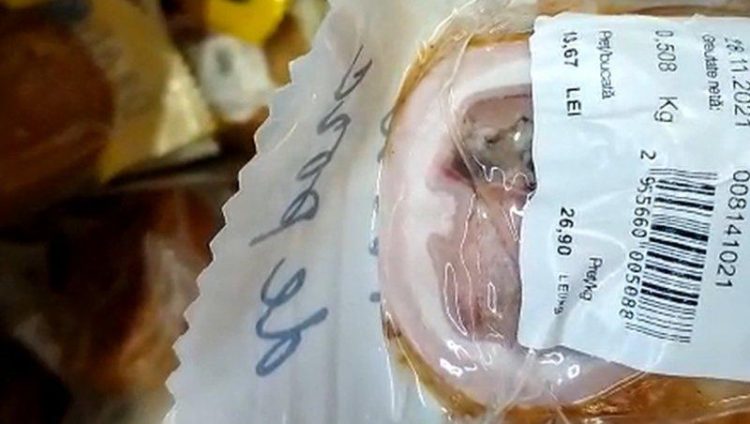 de porc
008141021
Greutate netă:
0,508 Kg
2 955660 005088
Preț/bucată
13,67 LEI
Preț/kg
26,90 LEI/kg